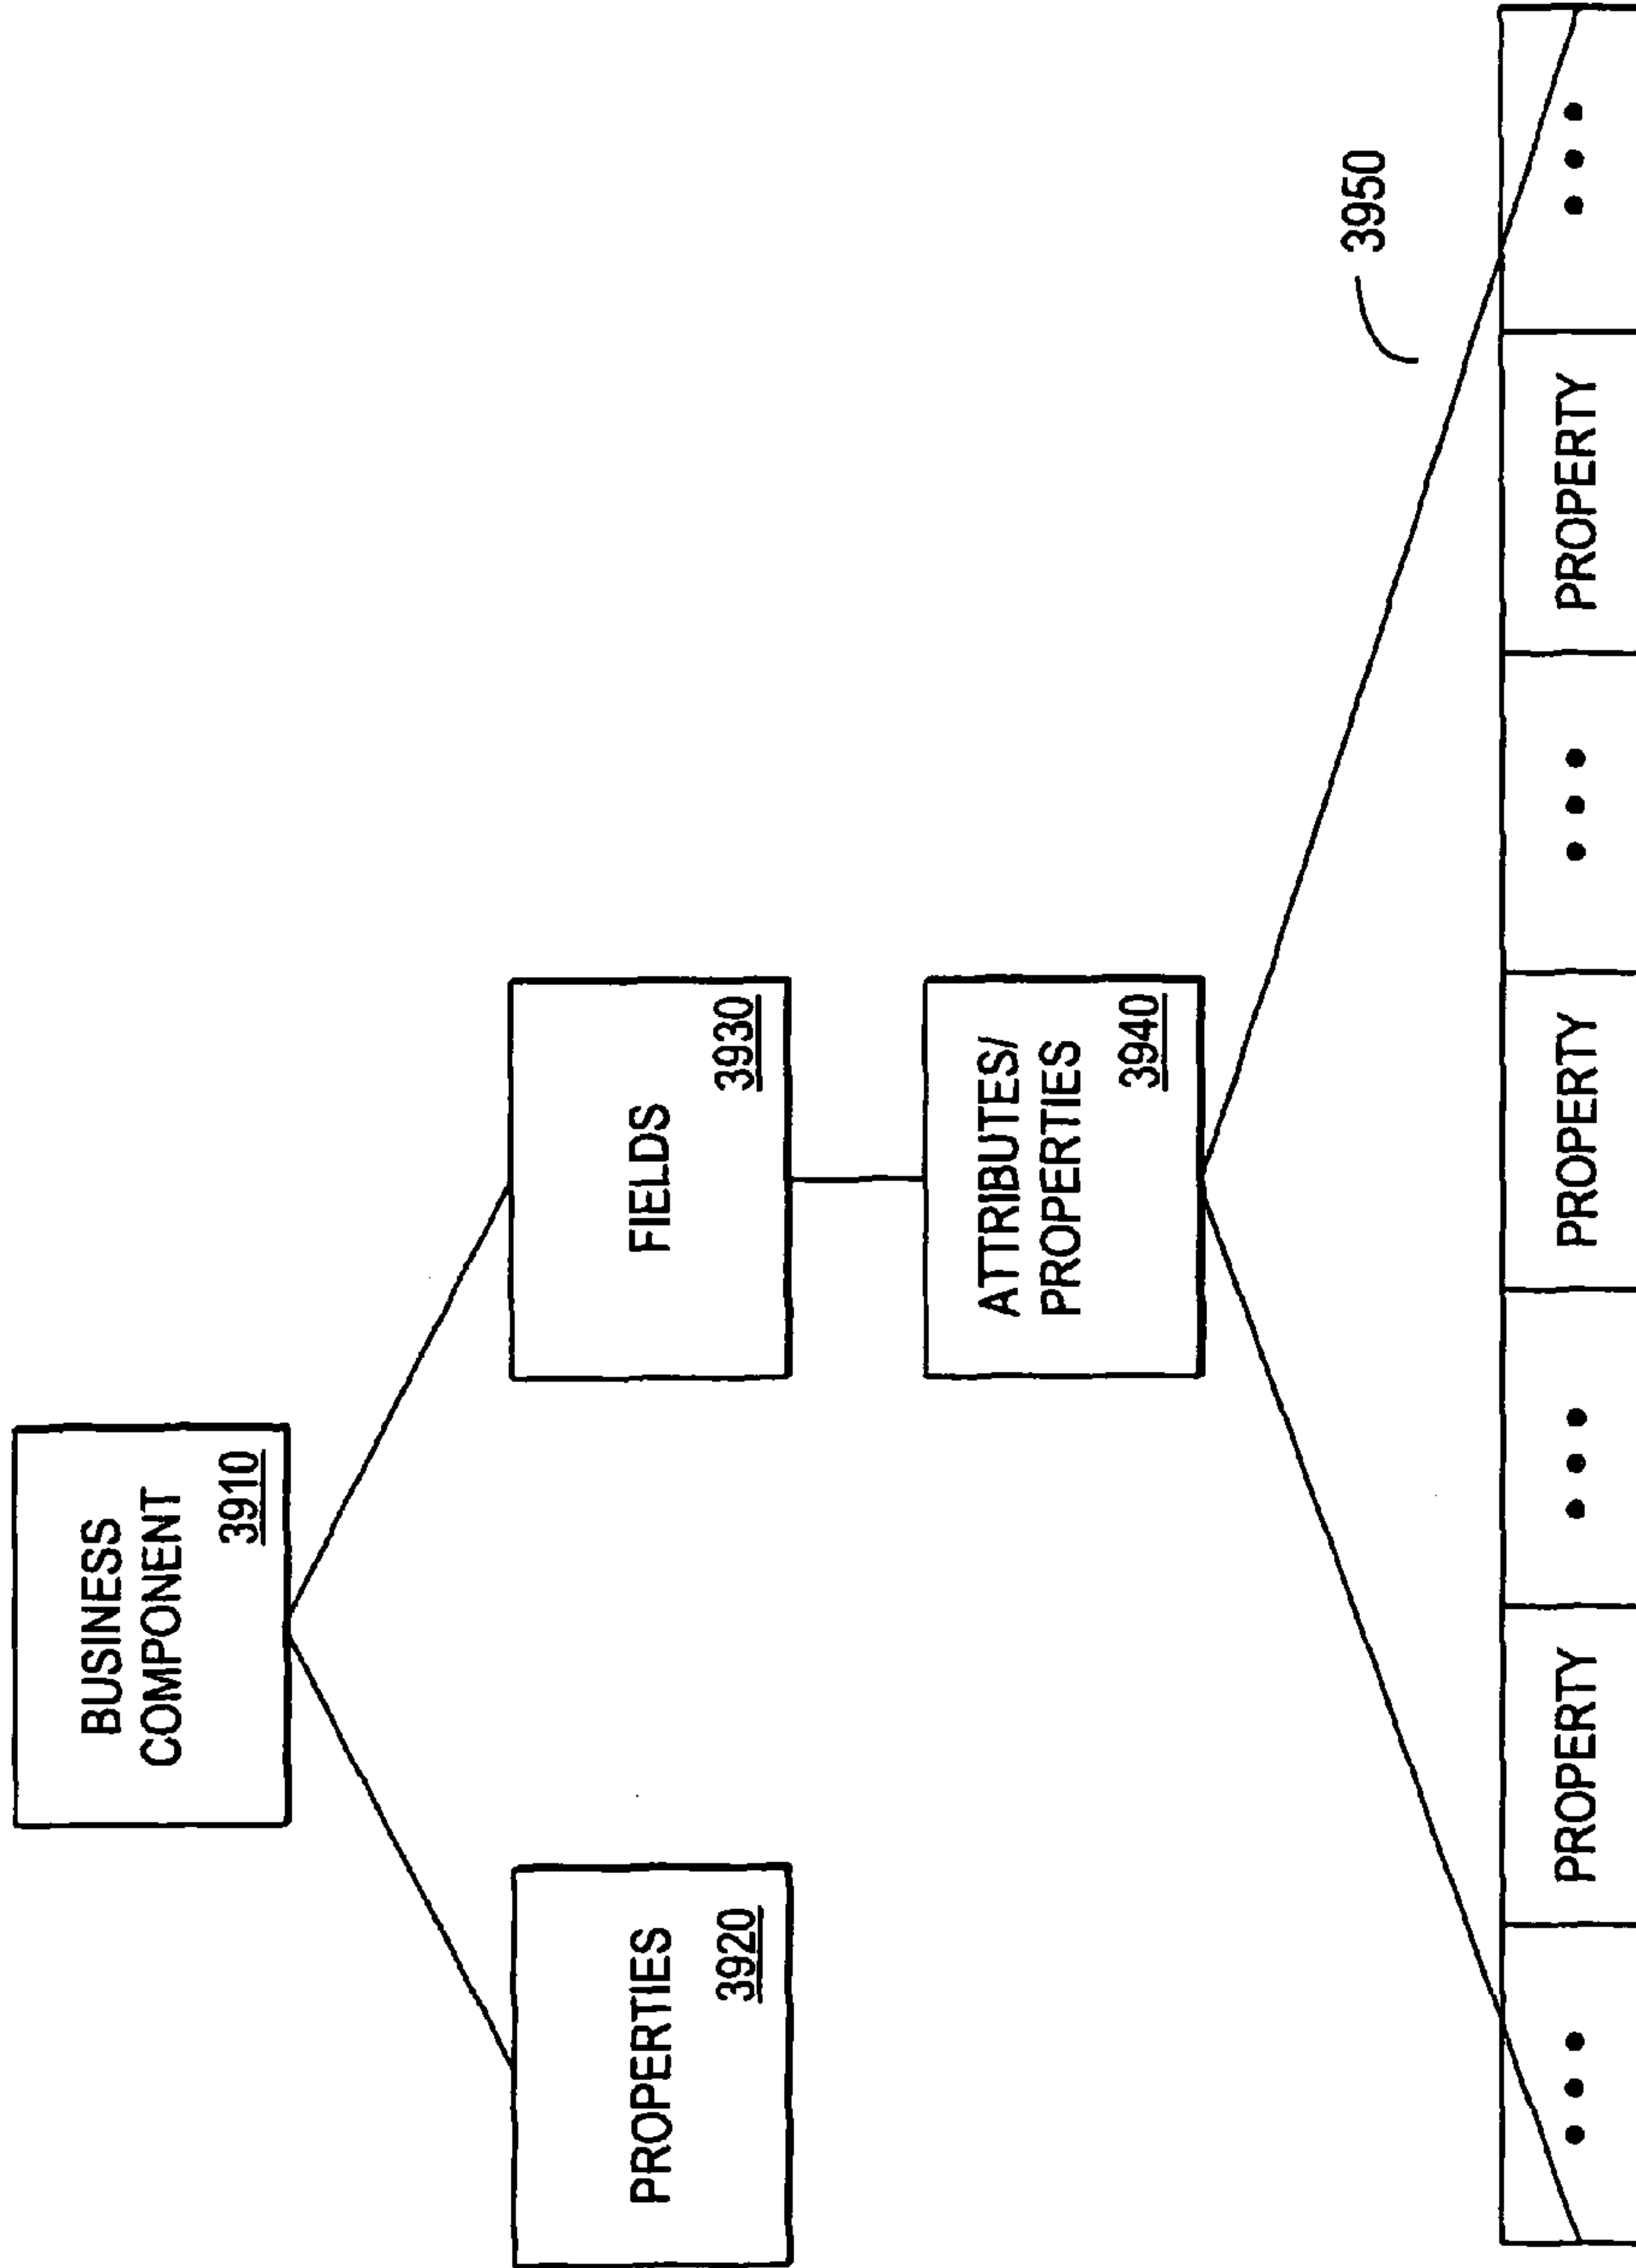 BUSINESS
COMPONENT
3910
PROPERTIES
3920
FIELDS
3930
ATTRIBUTES/
PROPERTIES
3940
3950
PROPERTY
PROPERTY
PROPERTY